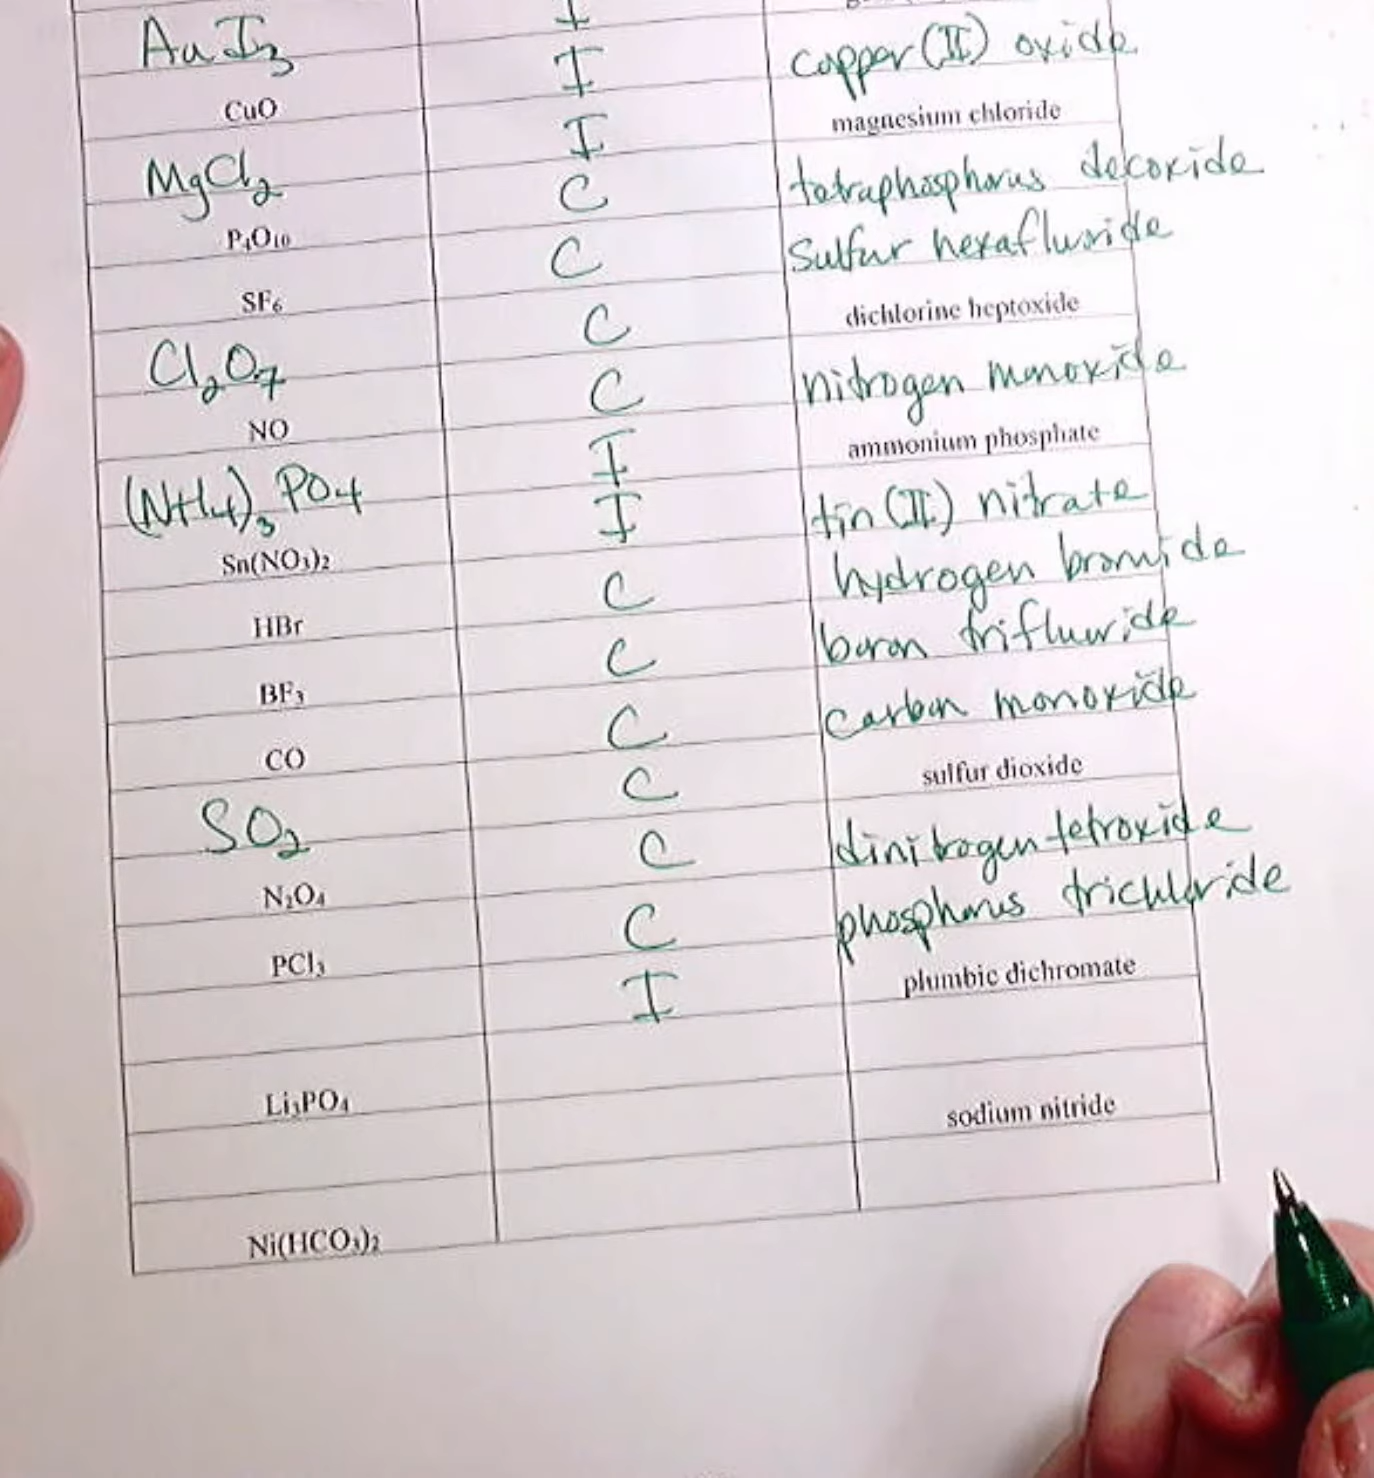 AuI₃ I copper(II) oxide
CuO I magnesium chloride
MgCl₂ C tetraphosphorus decoxide
P₄O₁₀ C sulfur hexafluoride
SF₆ C dichlorine heptoxide
Cl₂O₇ C nitrogen monoxide
NO I ammonium phosphate
(NH₄)₃PO₄ I tin(II) nitrate
Sn(NO₃)₂ C hydrogen bromide
HBr C boron trifluoride
BF₃ C carbon monoxide
CO C sulfur dioxide
SO₂ C dinitrogen tetroxide
N₂O₄ C phosphorus trichloride
PCl₃ I plumbic dichromate
Li₃PO₄ sodium nitride
Ni(HCO₃)₂